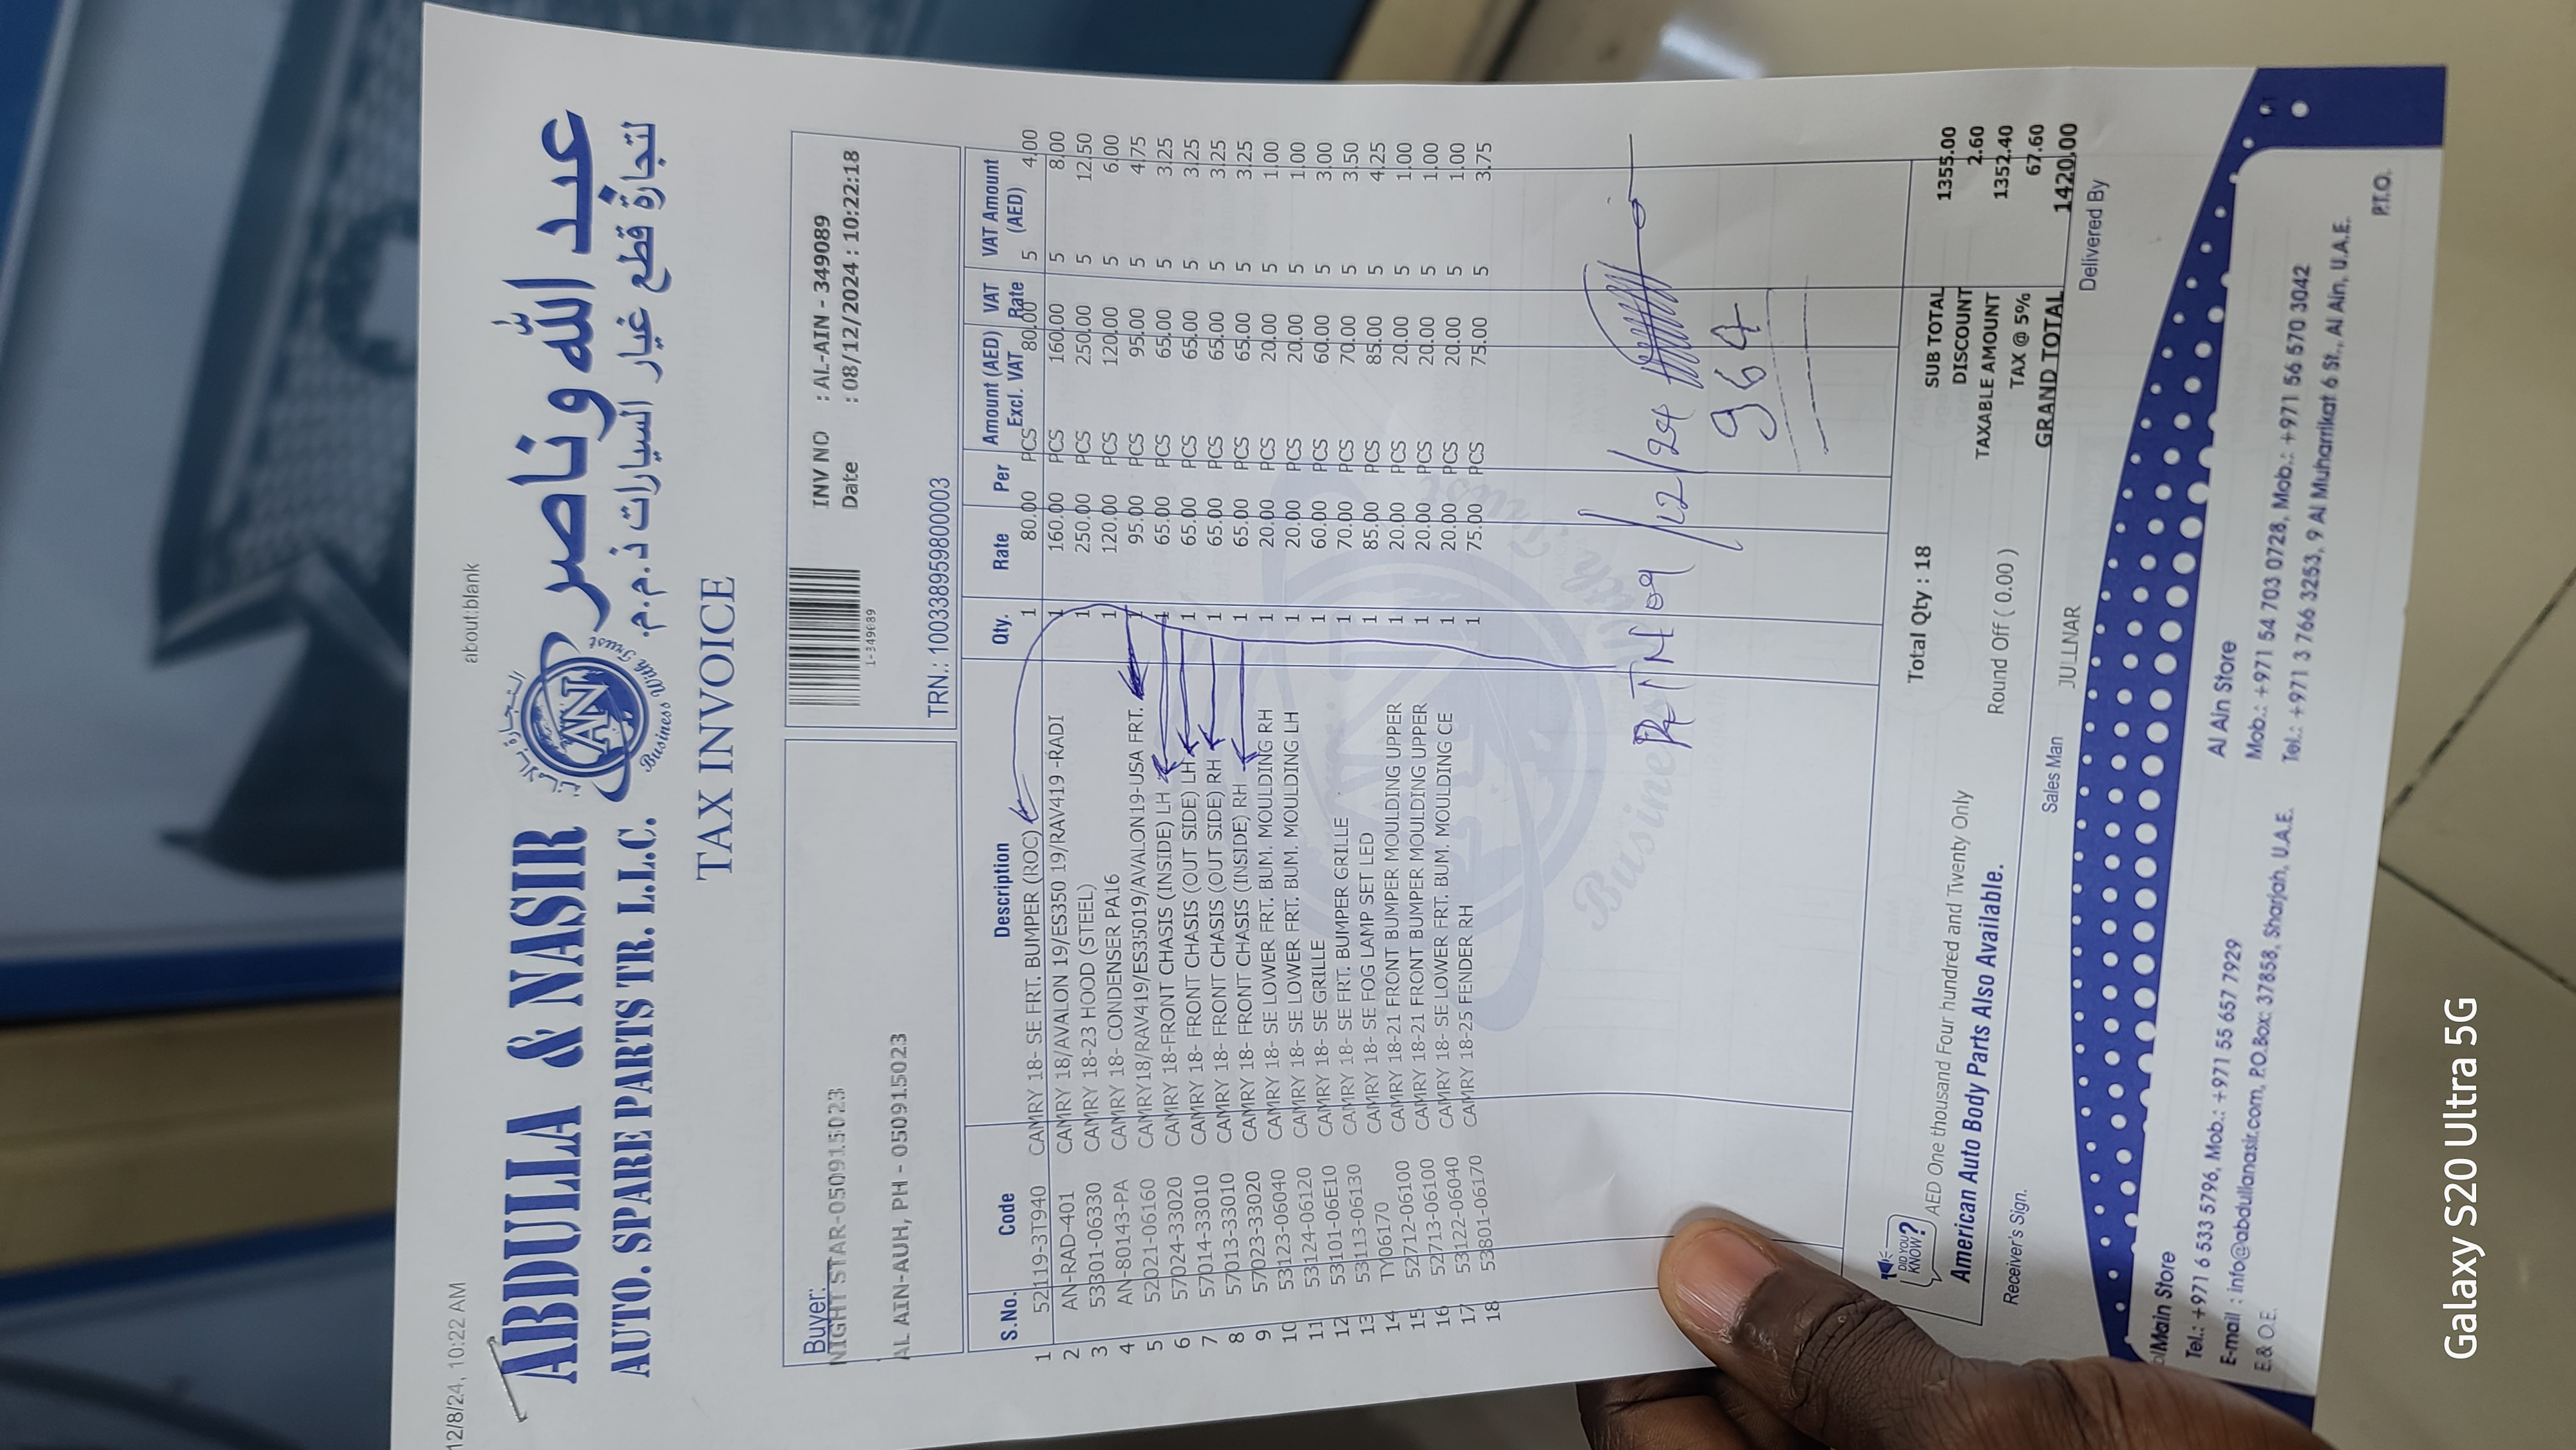 12/8/24, 10:22 AM
about:blank
ABDULLA & NASIR
AUTO. SPARE PARTS TR. L.L.C.
AN
Business With Trust
عبد الله وناصر
لتجارة قطع غيار السيارات ذ.م.م.
TAX INVOICE
Buyer:
NIGHT STAR-050915023
AL AIN-AUH, PH - 050915023
1-349089
INV NO : AL-AIN - 349089
Date : 08/12/2024 : 10:22:18
TRN.: 100338959800003
S.No. Code Description Qty. Rate Per Amount (AED) Excl. VAT VAT Rate VAT Amount (AED)
1 52119-3T940 CAMRY 18- SE FRT. BUMPER (ROC) 1 80.00 PCS 80.00 5 4.00
2 AN-RAD-401 CAMRY 18/AVALON 19/ES350 19/RAV419 -RADI 1 160.00 PCS 160.00 5 8.00
3 53301-06330 CAMRY 18-23 HOOD (STEEL) 1 250.00 PCS 250.00 5 12.50
4 AN-80143-PA CAMRY 18- CONDENSER PA16 1 120.00 PCS 120.00 5 6.00
5 52021-06160 CAMRY18/RAV419/ES35019/AVALON19-USA FRT. 1 95.00 PCS 95.00 5 4.75
6 57024-33020 CAMRY 18-FRONT CHASIS (INSIDE) LH 1 65.00 PCS 65.00 5 3.25
7 57014-33010 CAMRY 18- FRONT CHASIS (OUT SIDE) LH 1 65.00 PCS 65.00 5 3.25
8 57013-33010 CAMRY 18- FRONT CHASIS (OUT SIDE) RH 1 65.00 PCS 65.00 5 3.25
9 57023-33020 CAMRY 18- FRONT CHASIS (INSIDE) RH 1 65.00 PCS 65.00 5 3.25
10 53123-06040 CAMRY 18- SE LOWER FRT. BUM. MOULDING RH 1 20.00 PCS 20.00 5 1.00
11 53124-06120 CAMRY 18- SE LOWER FRT. BUM. MOULDING LH 1 20.00 PCS 20.00 5 1.00
12 53101-06E10 CAMRY 18- SE GRILLE 1 60.00 PCS 60.00 5 3.00
13 53113-06130 CAMRY 18- SE FRT. BUMPER GRILLE 1 70.00 PCS 70.00 5 3.50
14 TY06170 CAMRY 18- SE FOG LAMP SET LED 1 85.00 PCS 85.00 5 4.25
15 52712-06100 CAMRY 18-21 FRONT BUMPER MOULDING UPPER 1 20.00 PCS 20.00 5 1.00
16 52713-06100 CAMRY 18-21 FRONT BUMPER MOULDING UPPER 1 20.00 PCS 20.00 5 1.00
17 53122-06040 CAMRY 18- SE LOWER FRT. BUM. MOULDING CE 1 20.00 PCS 20.00 5 1.00
18 53801-06170 CAMRY 18-25 FENDER RH 1 75.00 PCS 75.00 5 3.75
RTN 09/12/24
964
Total Qty : 18
SUB TOTAL 1355.00
DISCOUNT 2.60
TAXABLE AMOUNT 1352.40
TAX @ 5% 67.60
GRAND TOTAL 1420.00
DID YOU KNOW?
AED One thousand Four hundred and Twenty Only
American Auto Body Parts Also Available.
Round Off ( 0.00 )
Receiver's Sign.
Sales Man JULLNAR
Delivered By
Main Store
Tel.: +971 6 533 5796, Mob.: +971 55 657 7929
E-mail : info@abdullanasir.com, P.O.Box: 37858, Sharjah, U.A.E.
E.& O.E.
Al Ain Store
Mob.: +971 54 703 0728, Mob.: +971 56 570 3042
Tel.: +971 3 766 3253, 9 Al Muharrikat 6 St., Al Ain, U.A.E.
P.T.O.
Galaxy S20 Ultra 5G